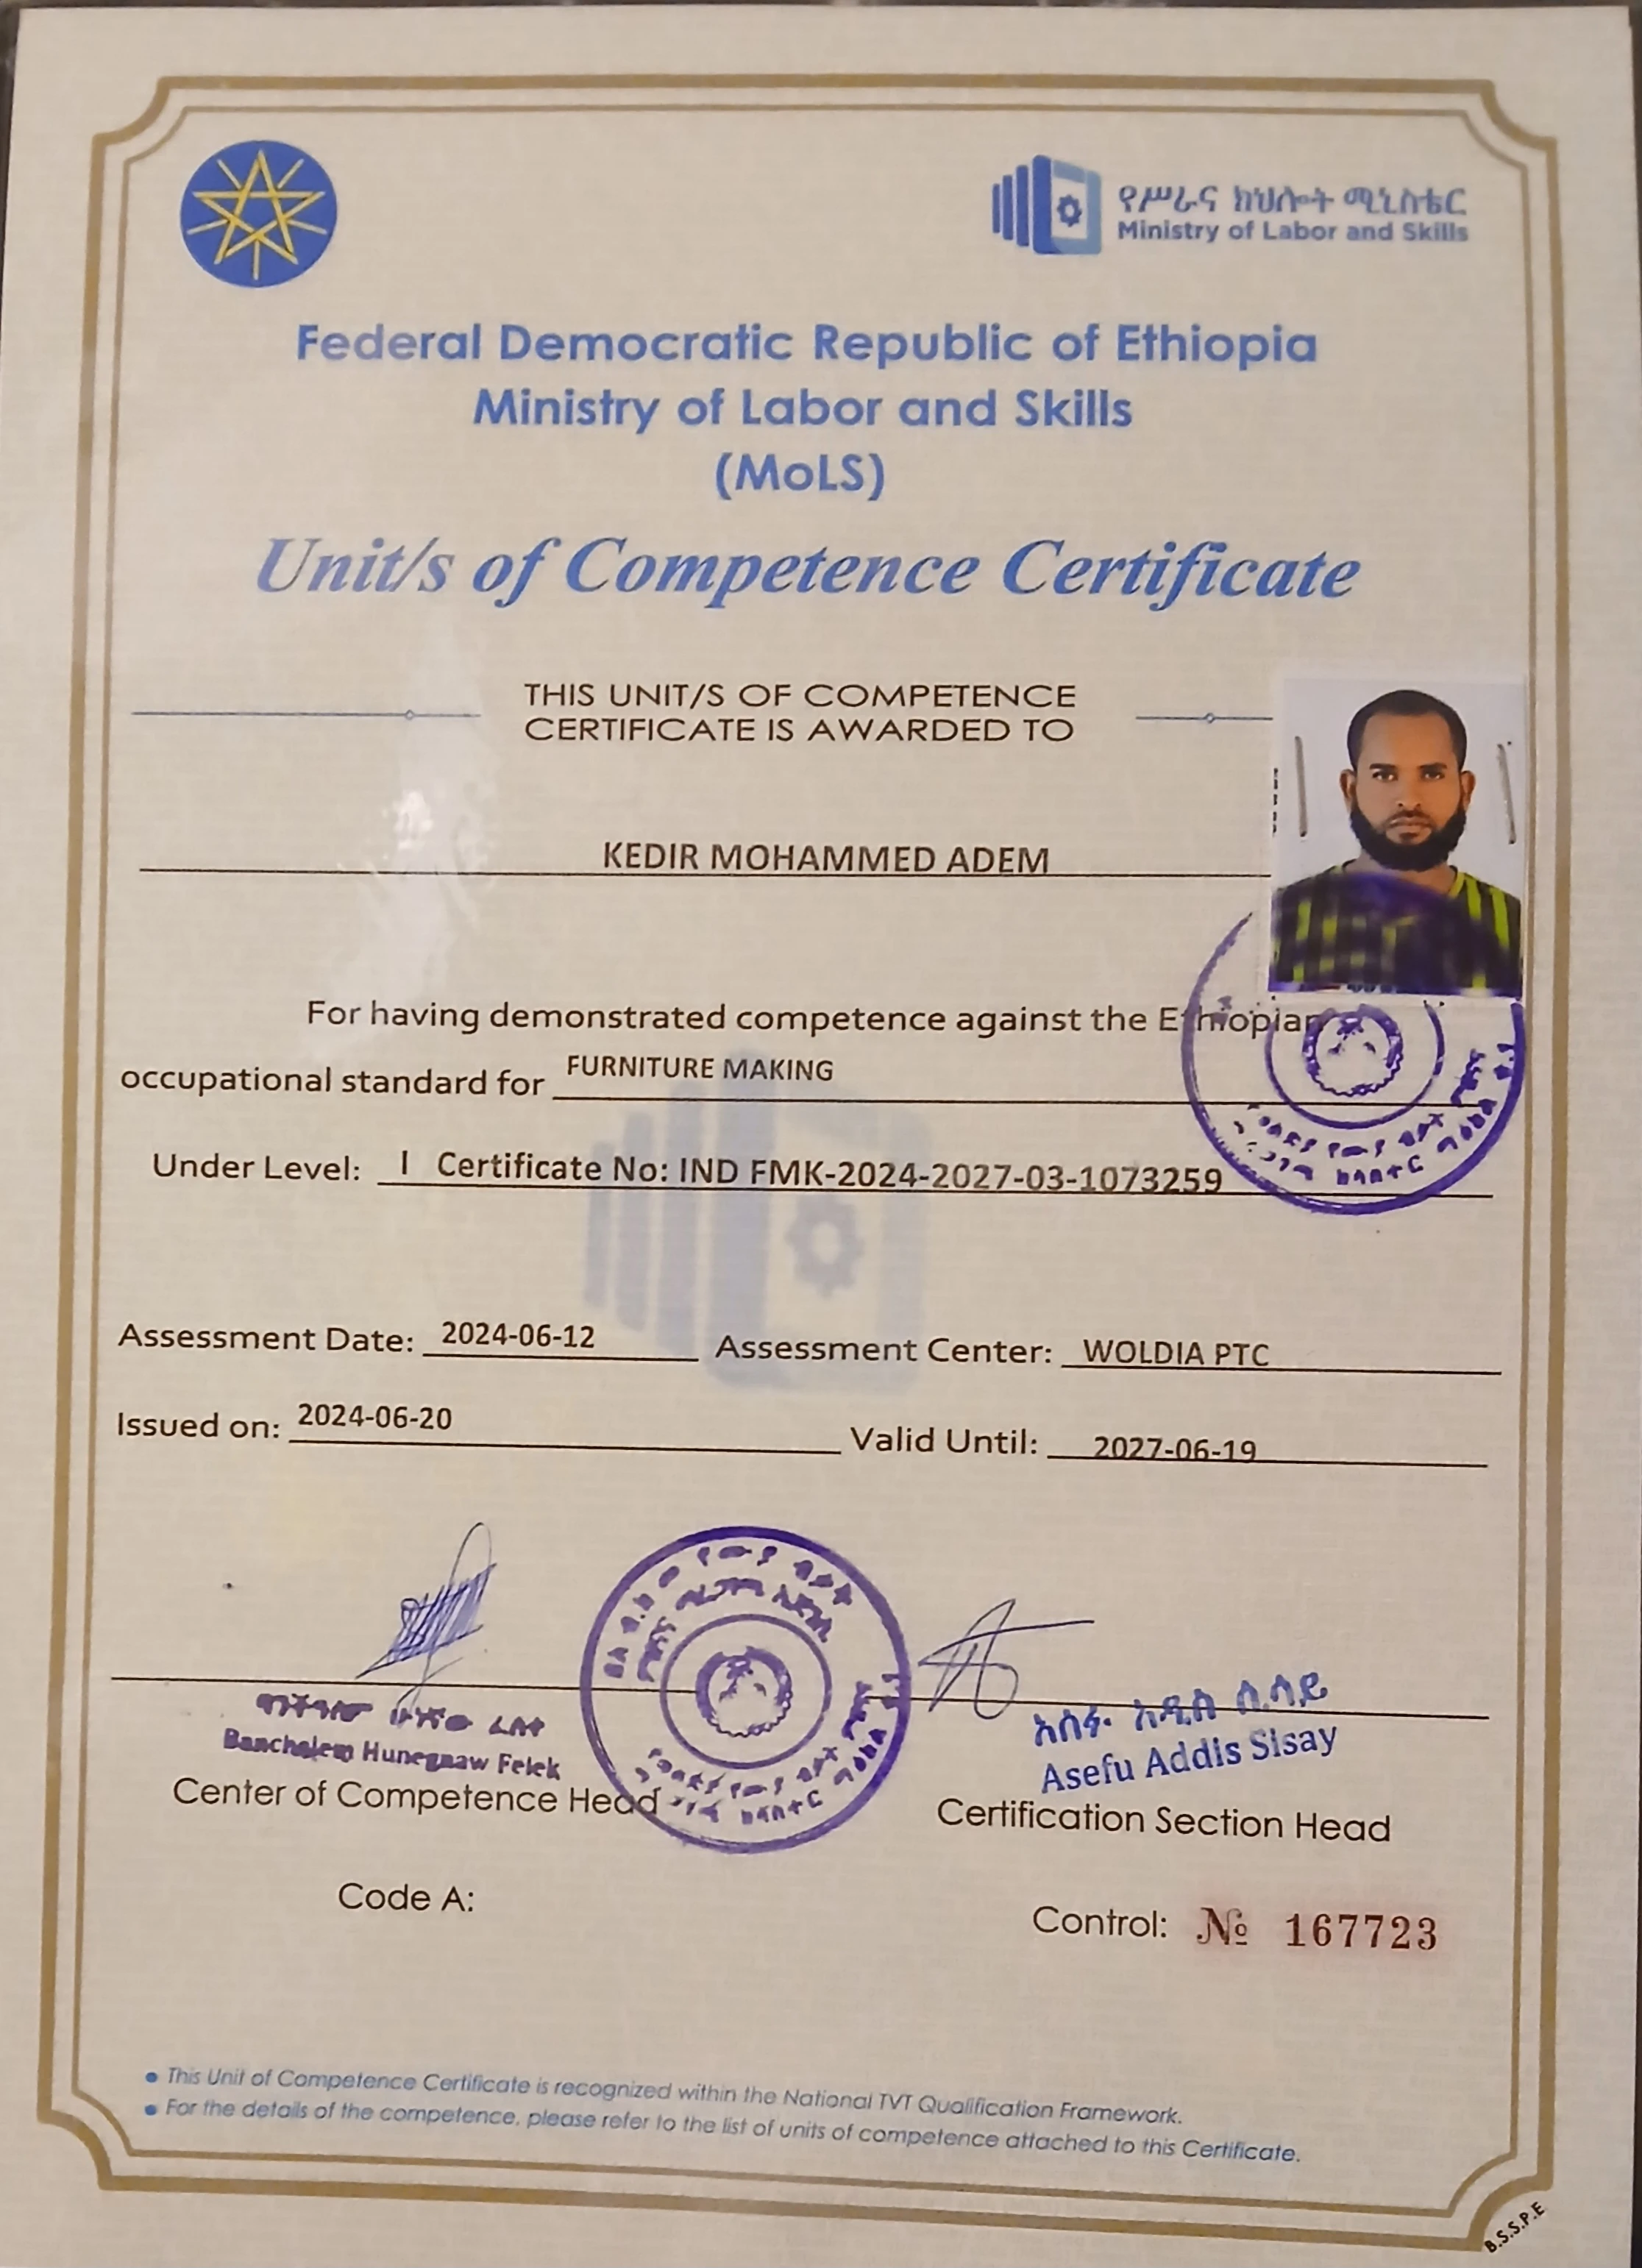 የሥራና ክህሎት ሚኒስቴር
Ministry of Labor and Skills
Federal Democratic Republic of Ethiopia
Ministry of Labor and Skills
(MoLS)
Unit/s of Competence Certificate
THIS UNIT/S OF COMPETENCE
CERTIFICATE IS AWARDED TO
KEDIR MOHAMMED ADEM
For having demonstrated competence against the Ethiopian
occupational standard for FURNITURE MAKING
Under Level: I Certificate No: IND FMK-2024-2027-03-1073259
Assessment Date: 2024-06-12 Assessment Center: WOLDIA PTC
Issued on: 2024-06-20 Valid Until: 2027-06-19
አሰፉ አዲስ ሲሳይ
Bancholem Hunegnaw Felek
Asefu Addis Sisay
Center of Competence Head
Certification Section Head
Code A:
Control: № 167723
• This Unit of Competence Certificate is recognized within the National TVT Qualification Framework.
• For the details of the competence, please refer to the list of units of competence attached to this Certificate.
B.S.S.P.E